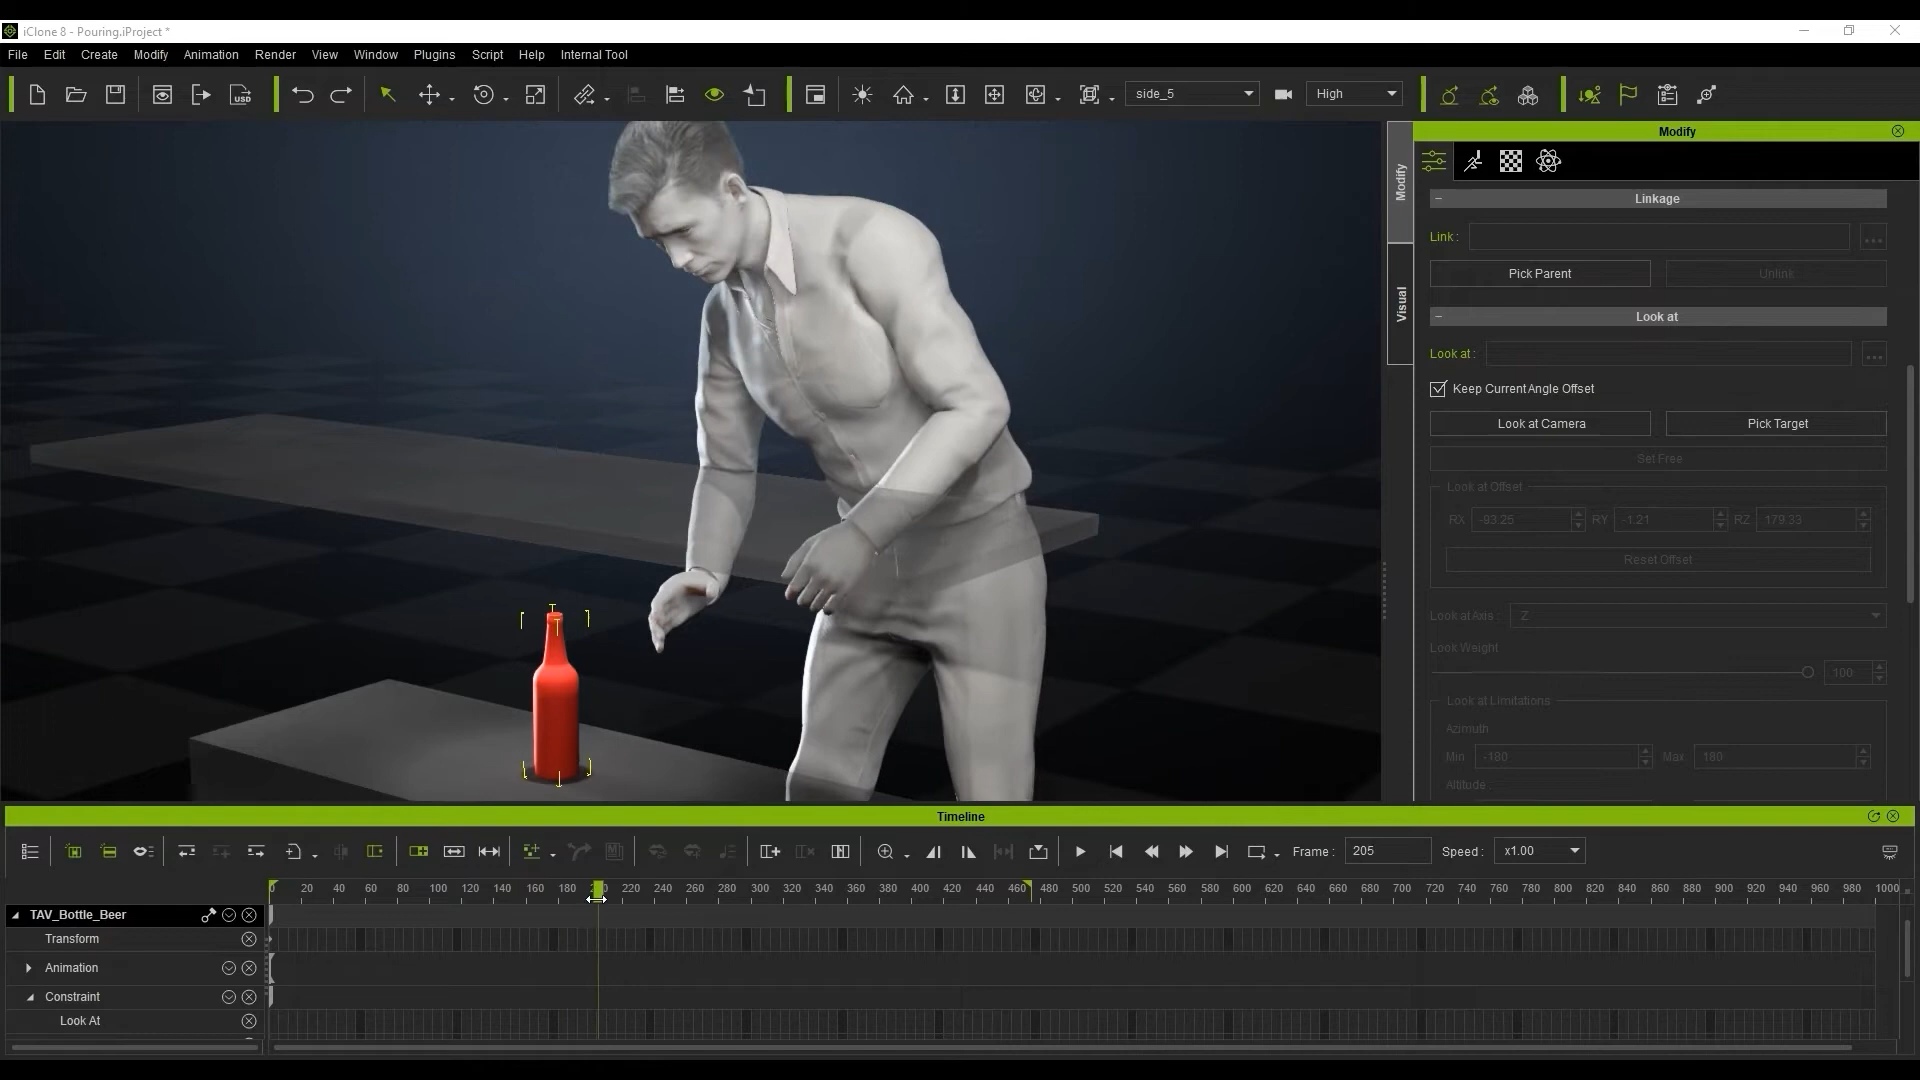 iClone 8 - Pouring.iProject *
File Edit Create Modify Animation Render View Window Plugins Script Help Internal Tool
USD
side_5
High
Modify
Modify
Visual
Linkage
Link :
Pick Parent
Unlink
Look at
Look at :
Keep Current Angle Offset
Look at Camera
Pick Target
Set Free
Look at Offset
RX -93.25 RY -1.21 RZ 179.33
Reset Offset
Look at Axis : Z
Look Weight
100
Look at Limitations
Azimuth
Min -180 Max 180
Altitude :
Timeline
Frame : 205 Speed : x1.00
0 20 40 60 80 100 120 140 160 180 200 220 240 260 280 300 320 340 360 380 400 420 440 460 480 500 520 540 560 580 600 620 640 660 680 700 720 740 760 780 800 820 840 860 880 900 920 940 960 980 1000
TAV_Bottle_Beer
Transform
Animation
Constraint
Look At